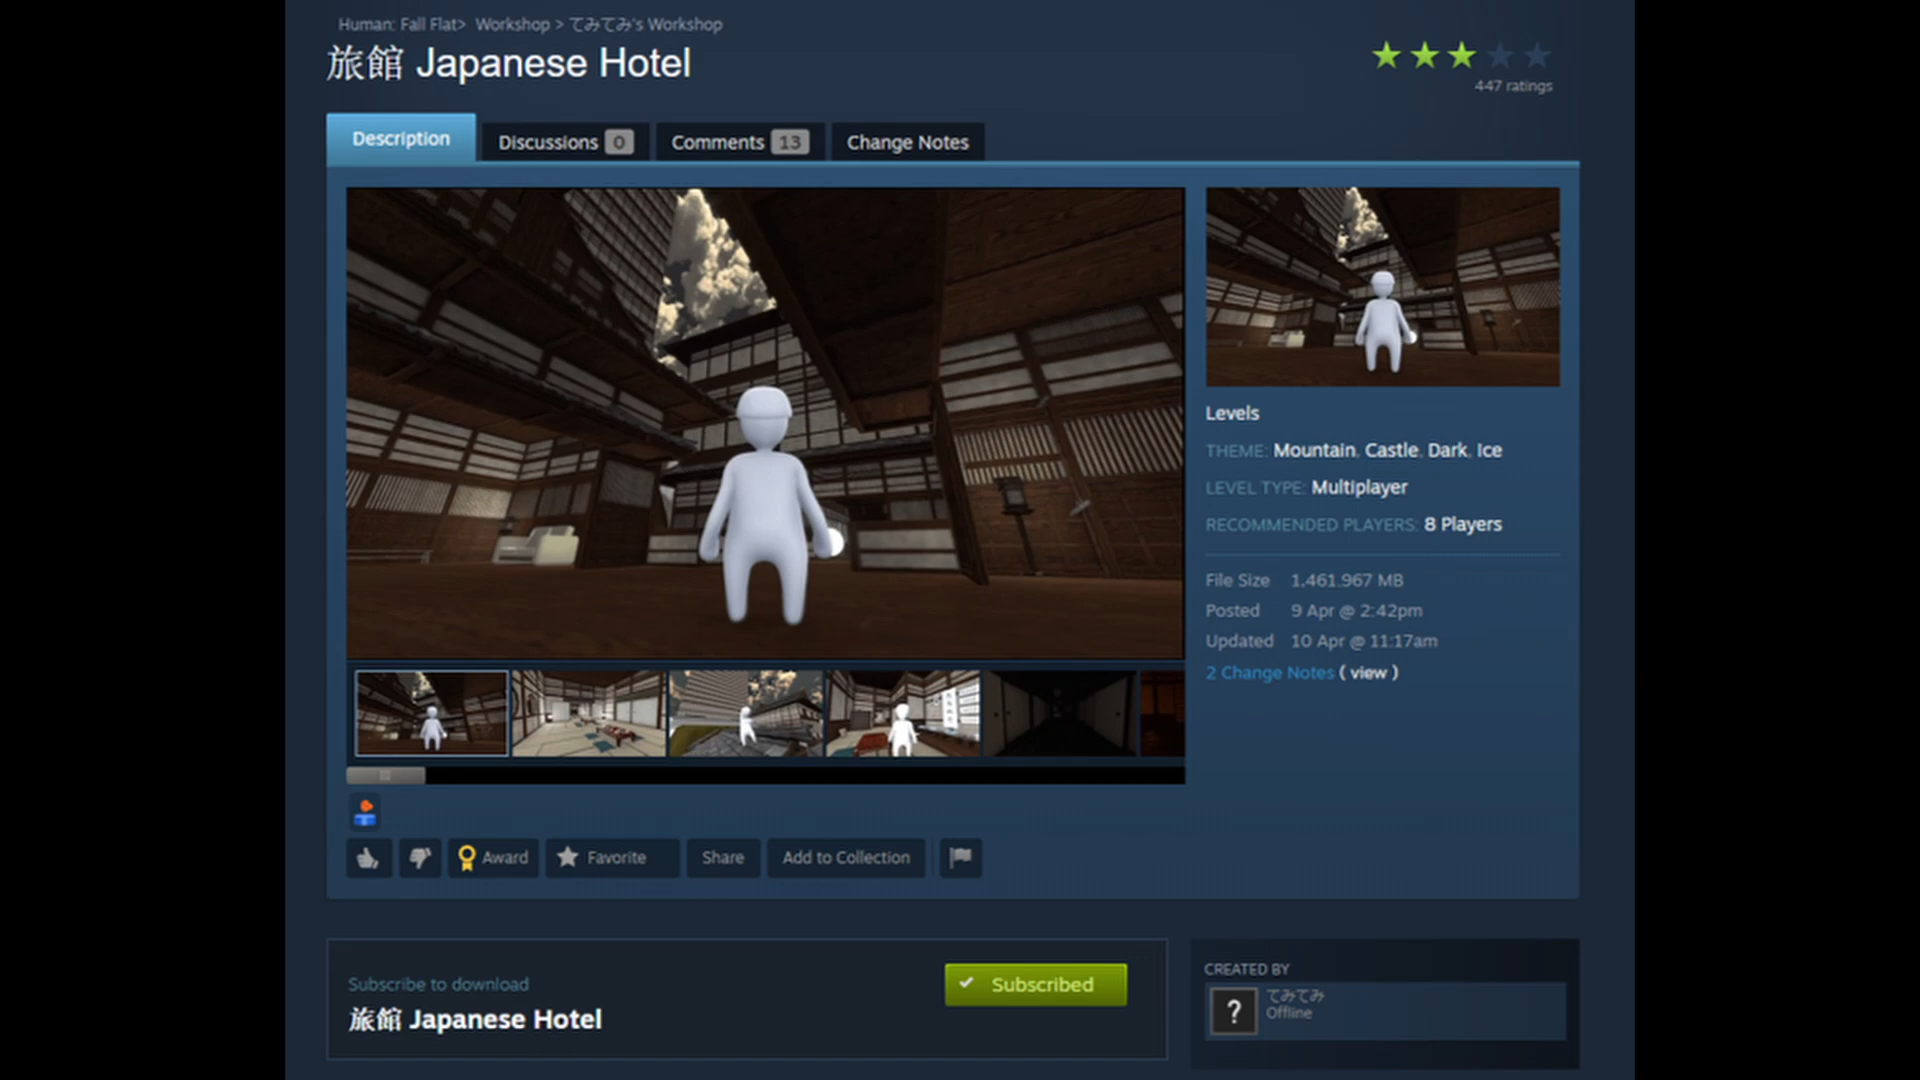 Human: Fall Flat> Workshop > てみてみ's Workshop
旅館 Japanese Hotel
447 ratings
Description
Discussions 0
Comments 13
Change Notes
Levels
THEME: Mountain, Castle, Dark, Ice
LEVEL TYPE: Multiplayer
RECOMMENDED PLAYERS: 8 Players
File Size 1,461.967 MB
Posted 9 Apr @ 2:42pm
Updated 10 Apr @ 11:17am
2 Change Notes ( view )
Award
Favorite
Share
Add to Collection
Subscribe to download
旅館 Japanese Hotel
Subscribed
CREATED BY
?
てみてみ
Offline